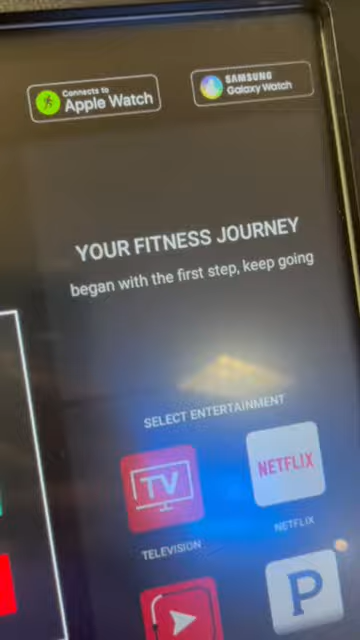 Connects to
Apple Watch
SAMSUNG
Galaxy Watch
YOUR FITNESS JOURNEY
began with the first step, keep going
SELECT ENTERTAINMENT
TV
NETFLIX
TELEVISION
NETFLIX
P